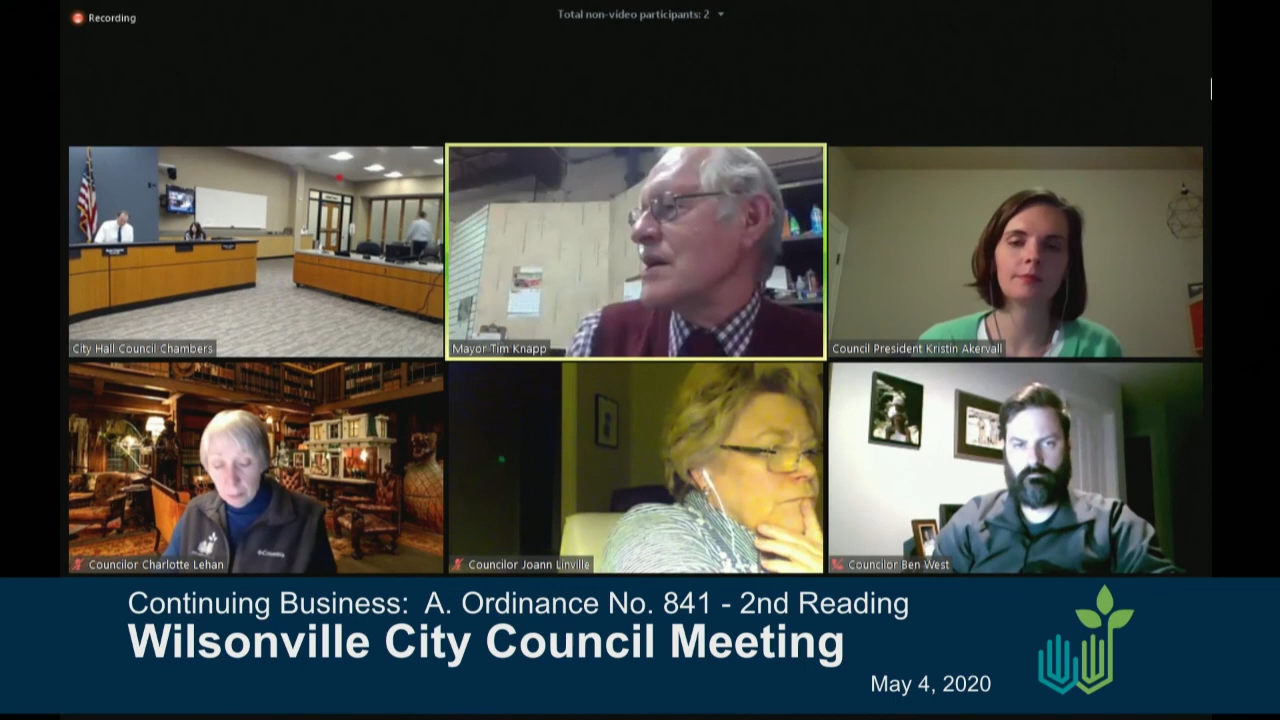 Recording
Total non-video participants: 2
City Hall Council Chambers
Mayor Tim Knapp
Council President Kristin Akervall
Councilor Charlotte Lehan
Councilor Joann Linville
Councilor Ben West
Continuing Business:  A. Ordinance No. 841 - 2nd Reading
Wilsonville City Council Meeting
May 4, 2020